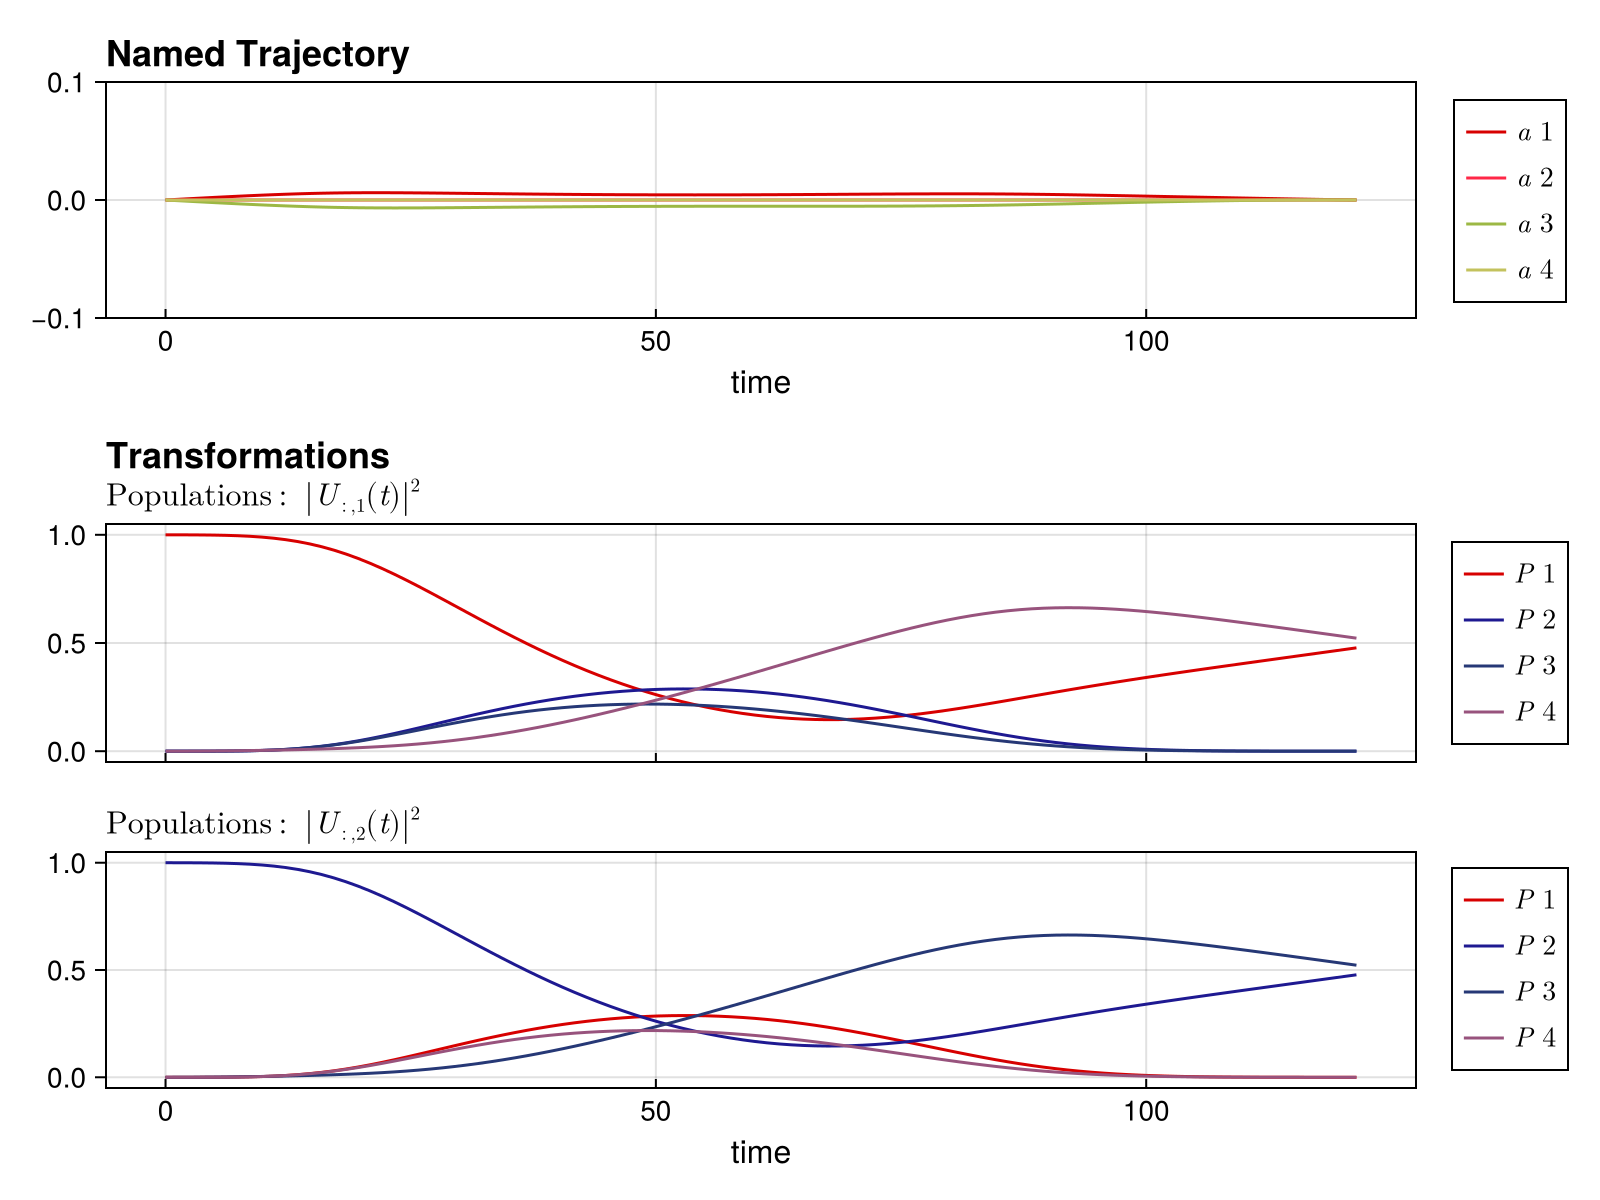 Named Trajectory
0.1
0.0
−0.1
0 50 100
time
a 1
a 2
a 3
a 4
Transformations
Populations : |U:,1(t)|²
1.0
0.5
0.0
P 1
P 2
P 3
P 4
Populations : |U:,2(t)|²
1.0
0.5
0.0
0 50 100
time
P 1
P 2
P 3
P 4